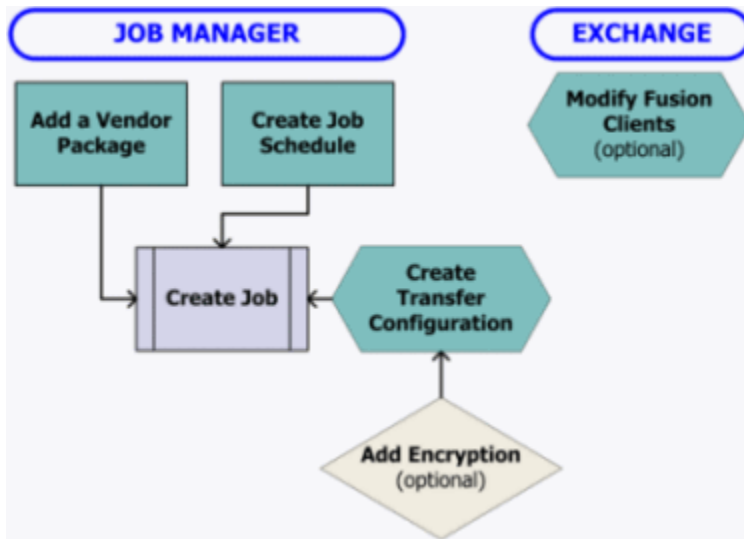 JOB MANAGER
EXCHANGE
Add a Vendor
Package
Create Job
Schedule
Modify Fusion
Clients
(optional)
Create Job
Create
Transfer
Configuration
Add Encryption
(optional)